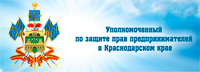 Уполномоченный
по защите прав предпринимателей
в Краснодарском крае